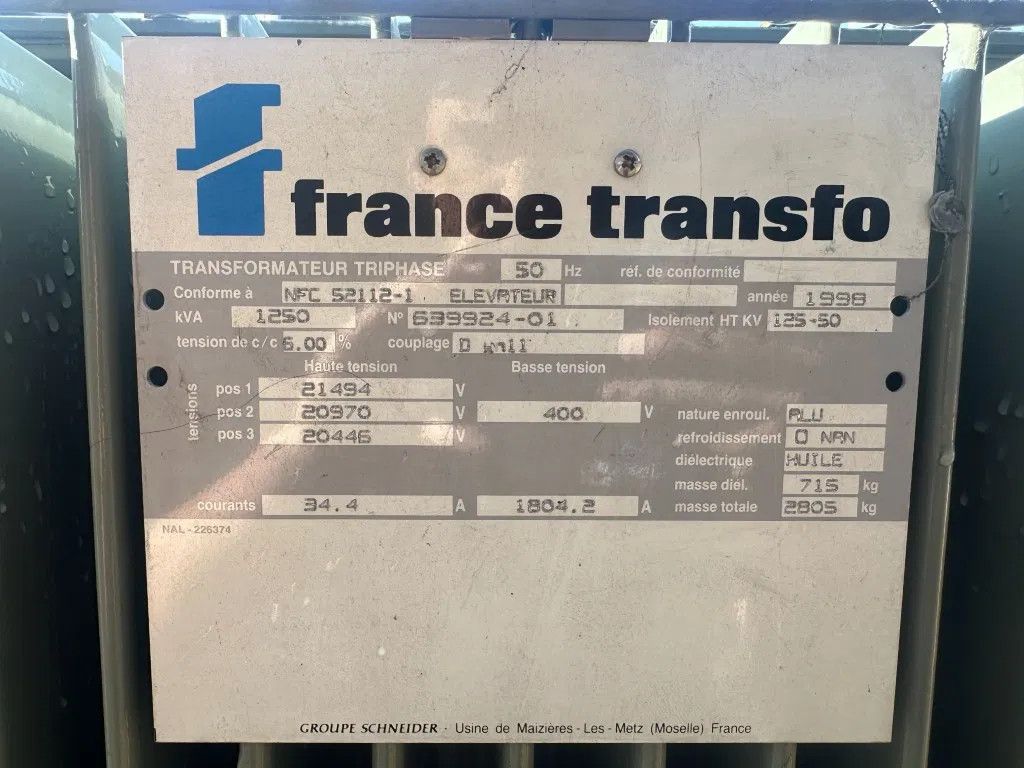 france transfo
TRANSFORMATEUR TRIPHASE 50 Hz réf. de conformité
Conforme à NFC 52112-1 ELEVATEUR année 1998
kVA 1250 N° 699924-01 Isolement HT KV 125-50
tension de c/c 6.00 % couplage D yn11
Haute tension Basse tension
tensions
pos 1 21494 V
pos 2 20970 V 400 V nature enroul. ALU
pos 3 20446 V refroidissement O NAN
diélectrique HUILE
masse diél. 715 kg
courants 34.4 A 1804.2 A masse totale 2805 kg
NAL - 226374
GROUPE SCHNEIDER - Usine de Maizières - Les - Metz (Moselle) France